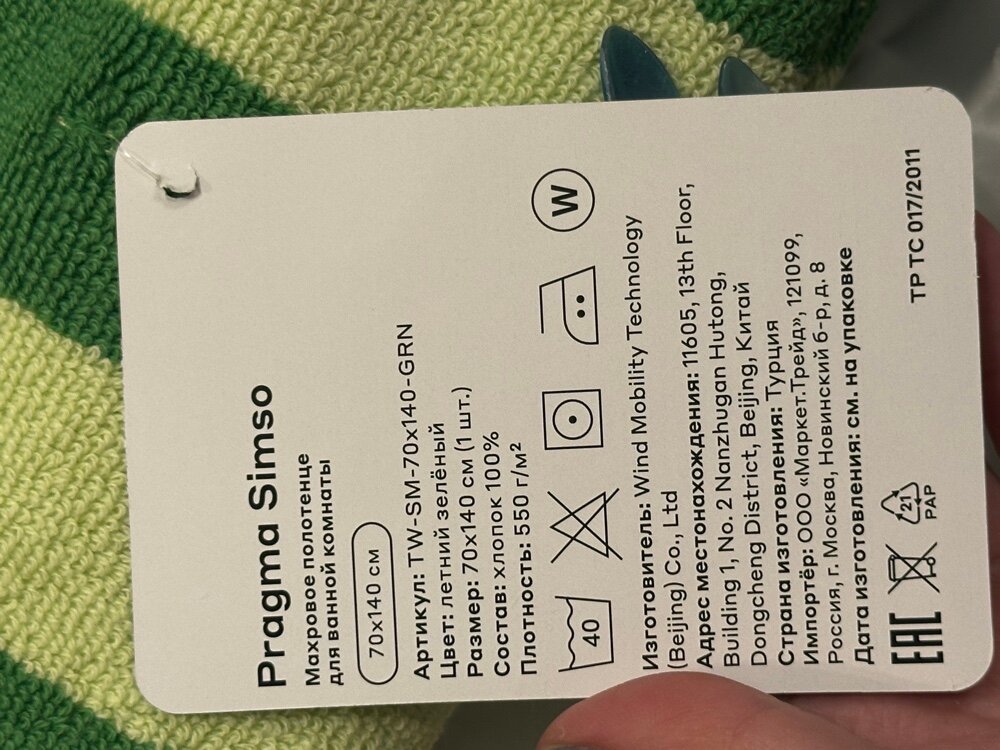 Pragma Simso
Махровое полотенце
для ванной комнаты
70x140 см
Артикул: TW-SM-70x140-GRN
Цвет: летний зелёный
Размер: 70x140 см (1 шт.)
Состав: хлопок 100%
Плотность: 550 г/м²
40
W
Изготовитель: Wind Mobility Technology
(Beijing) Co., Ltd
Адрес местонахождения: 11605, 13th Floor,
Building 1, No. 2 Nanzhugan Hutong,
Dongcheng District, Beijing, Китай
Страна изготовления: Турция
Импортёр: ООО «Маркет.Трейд», 121099,
Россия, г. Москва, Новинский б-р, д. 8
Дата изготовления: см. на упаковке
EAC
21
PAP
ТР ТС 017/2011